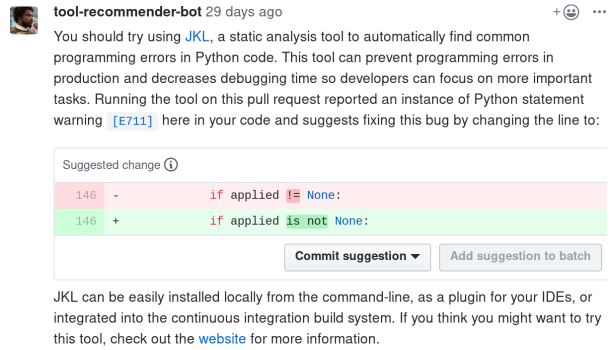 tool-recommender-bot 29 days ago
You should try using JKL, a static analysis tool to automatically find common
programming errors in Python code. This tool can prevent programming errors in
production and decreases debugging time so developers can focus on more important
tasks. Running the tool on this pull request reported an instance of Python statement
warning [E711] here in your code and suggests fixing this bug by changing the line to:
Suggested change
146 - if applied != None:
146 + if applied is not None:
Commit suggestion Add suggestion to batch
JKL can be easily installed locally from the command-line, as a plugin for your IDEs, or
integrated into the continuous integration build system. If you think you might want to try
this tool, check out the website for more information.